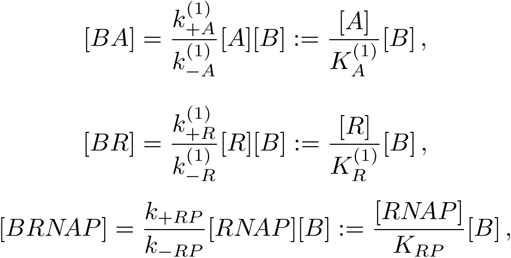 $[BA] = \frac{k_{+A}^{(1)}}{k_{-A}^{(1)}}[A][B] := \frac{[A]}{K_A^{(1)}}[B]\,,$
$[BR] = \frac{k_{+R}^{(1)}}{k_{-R}^{(1)}}[R][B] := \frac{[R]}{K_R^{(1)}}[B]\,,$
$[BRNAP] = \frac{k_{+RP}}{k_{-RP}}[RNAP][B] := \frac{[RNAP]}{K_{RP}}[B]\,,$